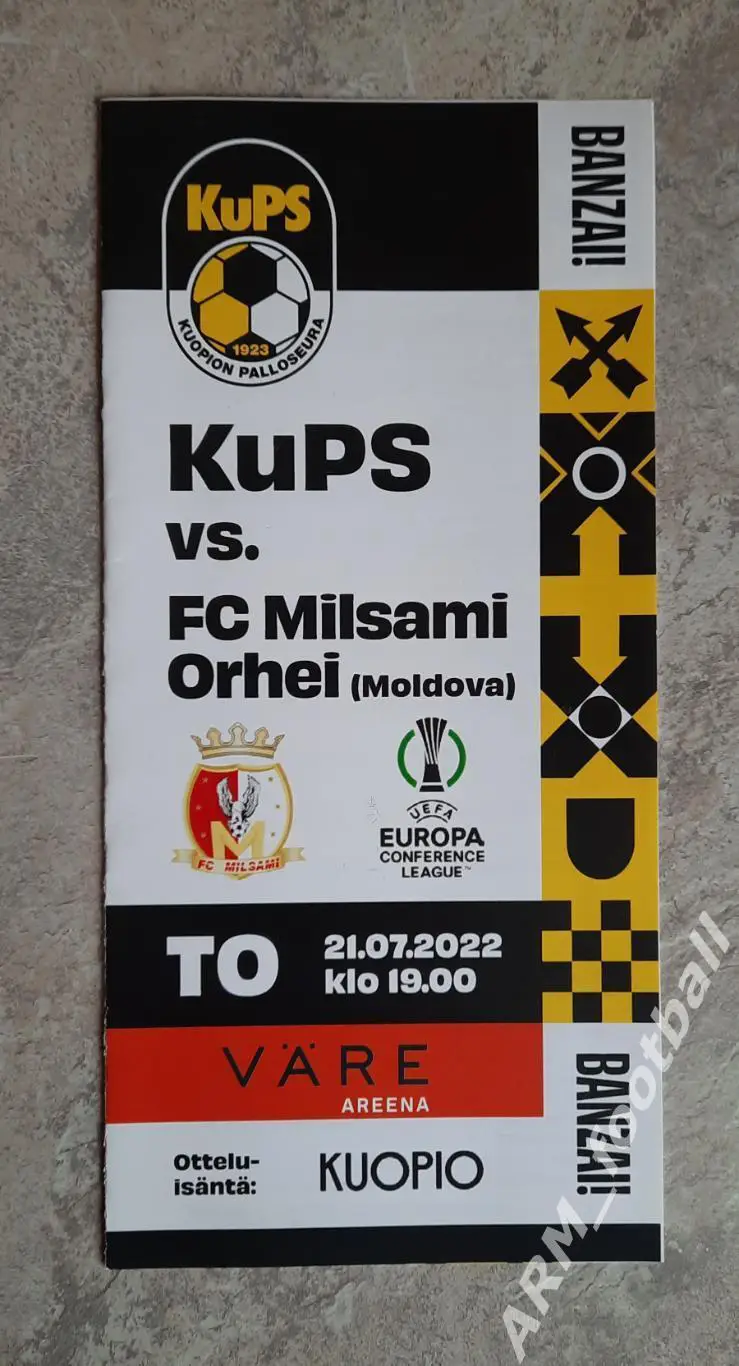 BANZAI!
KuPS
1923
KUOPION PALLOSEURA
KuPS
vs.
FC Milsami
Orhei (Moldova)
M
FC MILSAMI
UEFA
EUROPA
CONFERENCE
LEAGUE™
TO
21.07.2022
klo 19.00
VÄRE
AREENA
BANZAI!
Ottelu-
isäntä:
KUOPIO
ARM_football